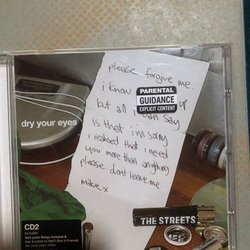 please forgive me.
i know
but all i can say
is that i'm sorry
i realised that i need
you more than anything
please don't leave me
mike x
PARENTAL
GUIDANCE
EXPLICIT CONTENT
dry your eyes
THE STREETS
CD2